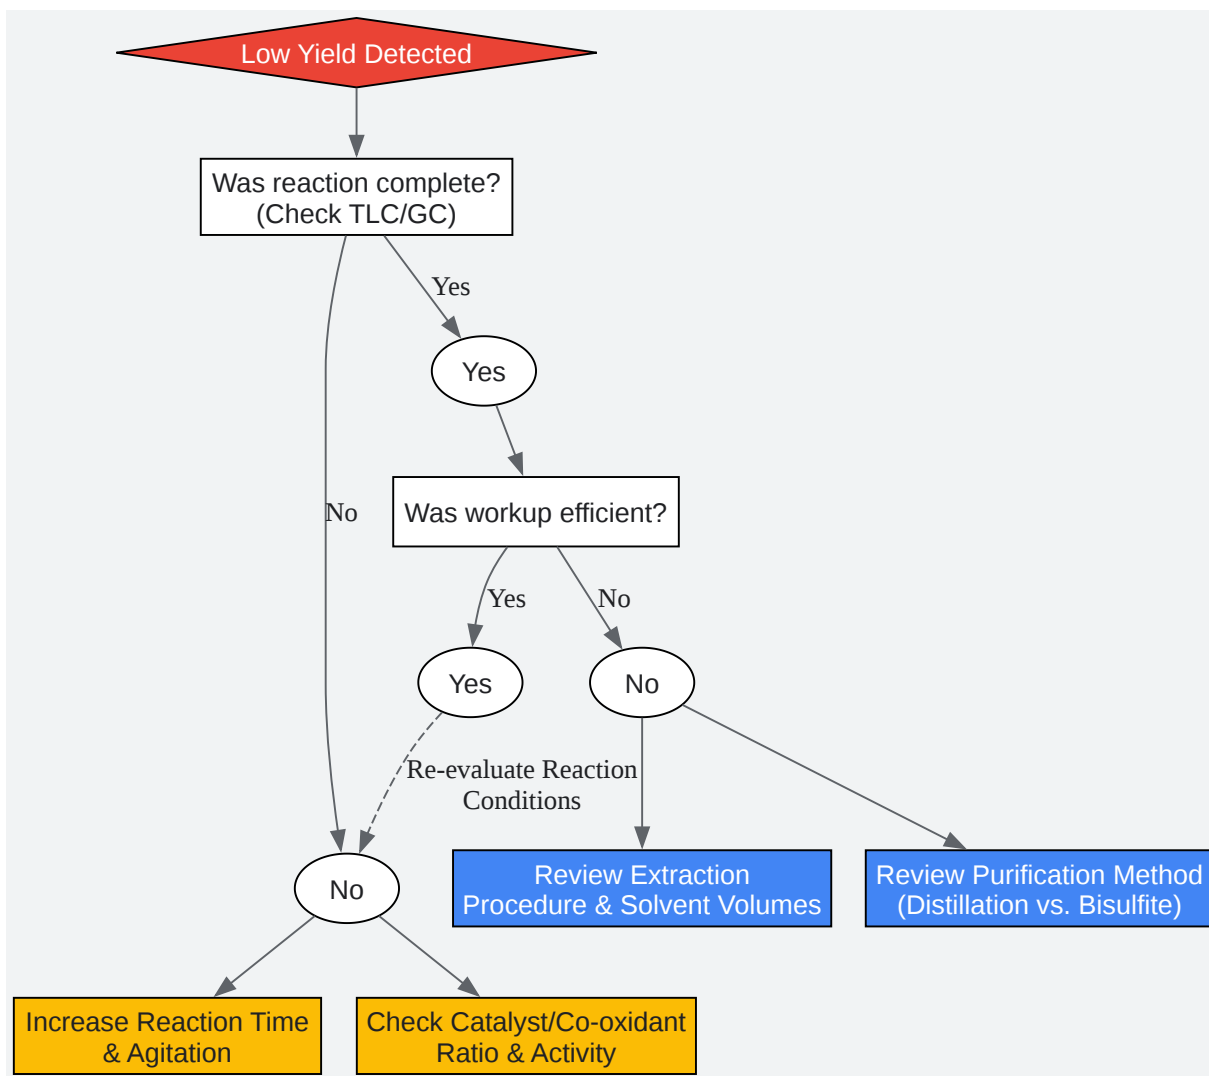 Low Yield Detected
Was reaction complete?
(Check TLC/GC)
Yes
Yes
No
Was workup efficient?
Yes
No
Yes
No
Re-evaluate Reaction
Conditions
No
Review Extraction
Procedure & Solvent Volumes
Review Purification Method
(Distillation vs. Bisulfite)
Increase Reaction Time
& Agitation
Check Catalyst/Co-oxidant
Ratio & Activity